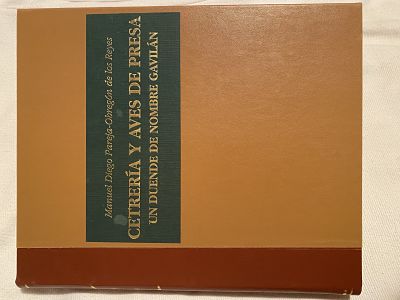 Manuel Diego Pareja-Obregón de los Reyes
CETRERÍA Y AVES DE PRESA
UN DUENDE DE NOMBRE GAVILÁN